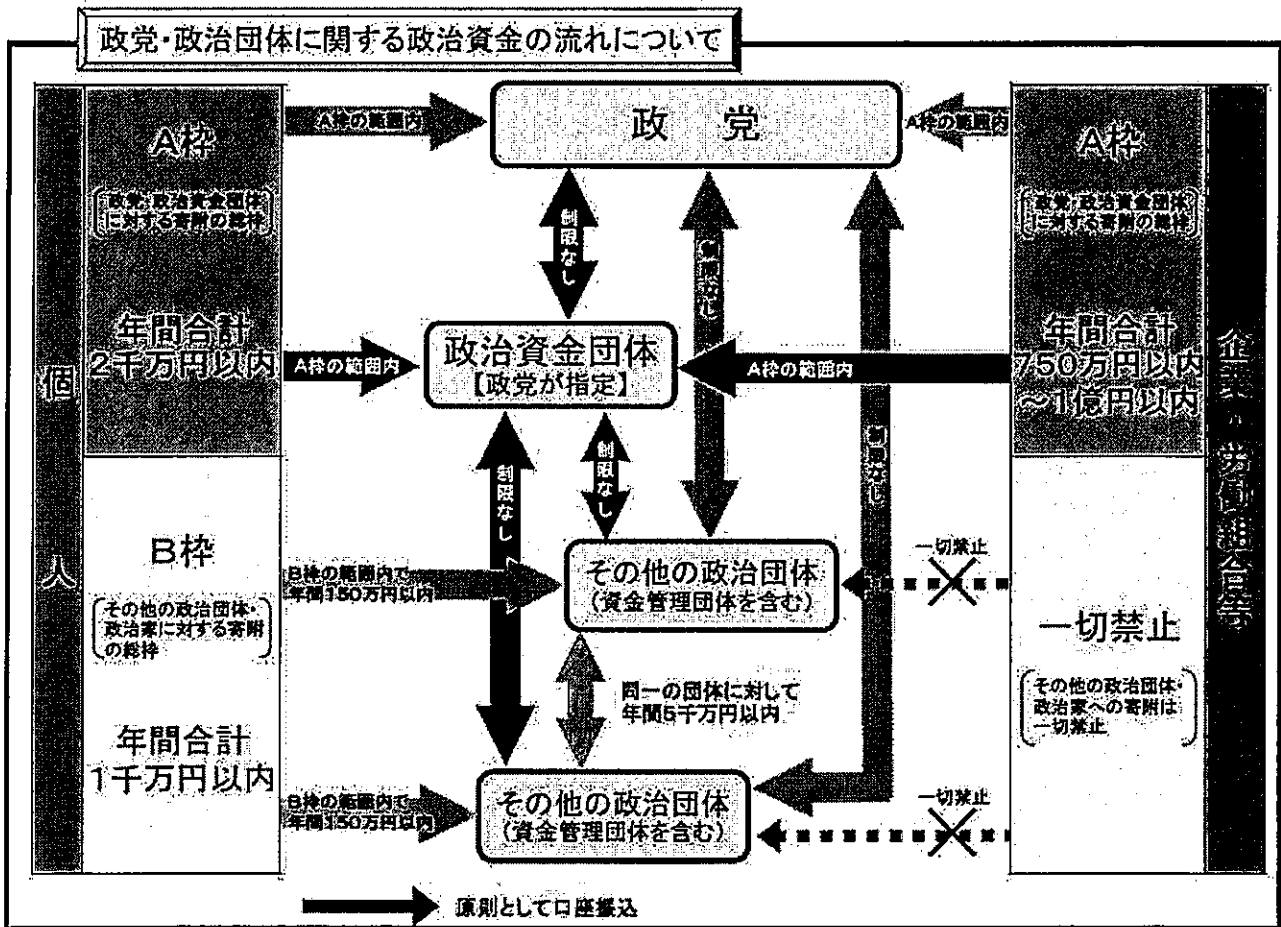 政党・政治団体に関する政治資金の流れについて
個人
A枠
政党・政治資金団体
に対する寄附の総枠
年間合計
2千万円以内
B枠
その他の政治団体・
政治家に対する寄附
の総枠
年間合計
1千万円以内
A枠の範囲内
政党
A枠の範囲内
制限なし
制限なし
制限なし
A枠の範囲内
政治資金団体
【政党が指定】
A枠の範囲内
制限なし
制限なし
B枠の範囲内で
年間150万円以内
その他の政治団体
(資金管理団体を含む)
一切禁止
同一の団体に対して
年間5千万円以内
B枠の範囲内で
年間150万円以内
その他の政治団体
(資金管理団体を含む)
一切禁止
A枠
政党・政治資金団体
に対する寄附の総枠
年間合計
750万円以内
～1億円以内
一切禁止
その他の政治団体・
政治家への寄附は
一切禁止
企業・労働組合等
原則として口座振込